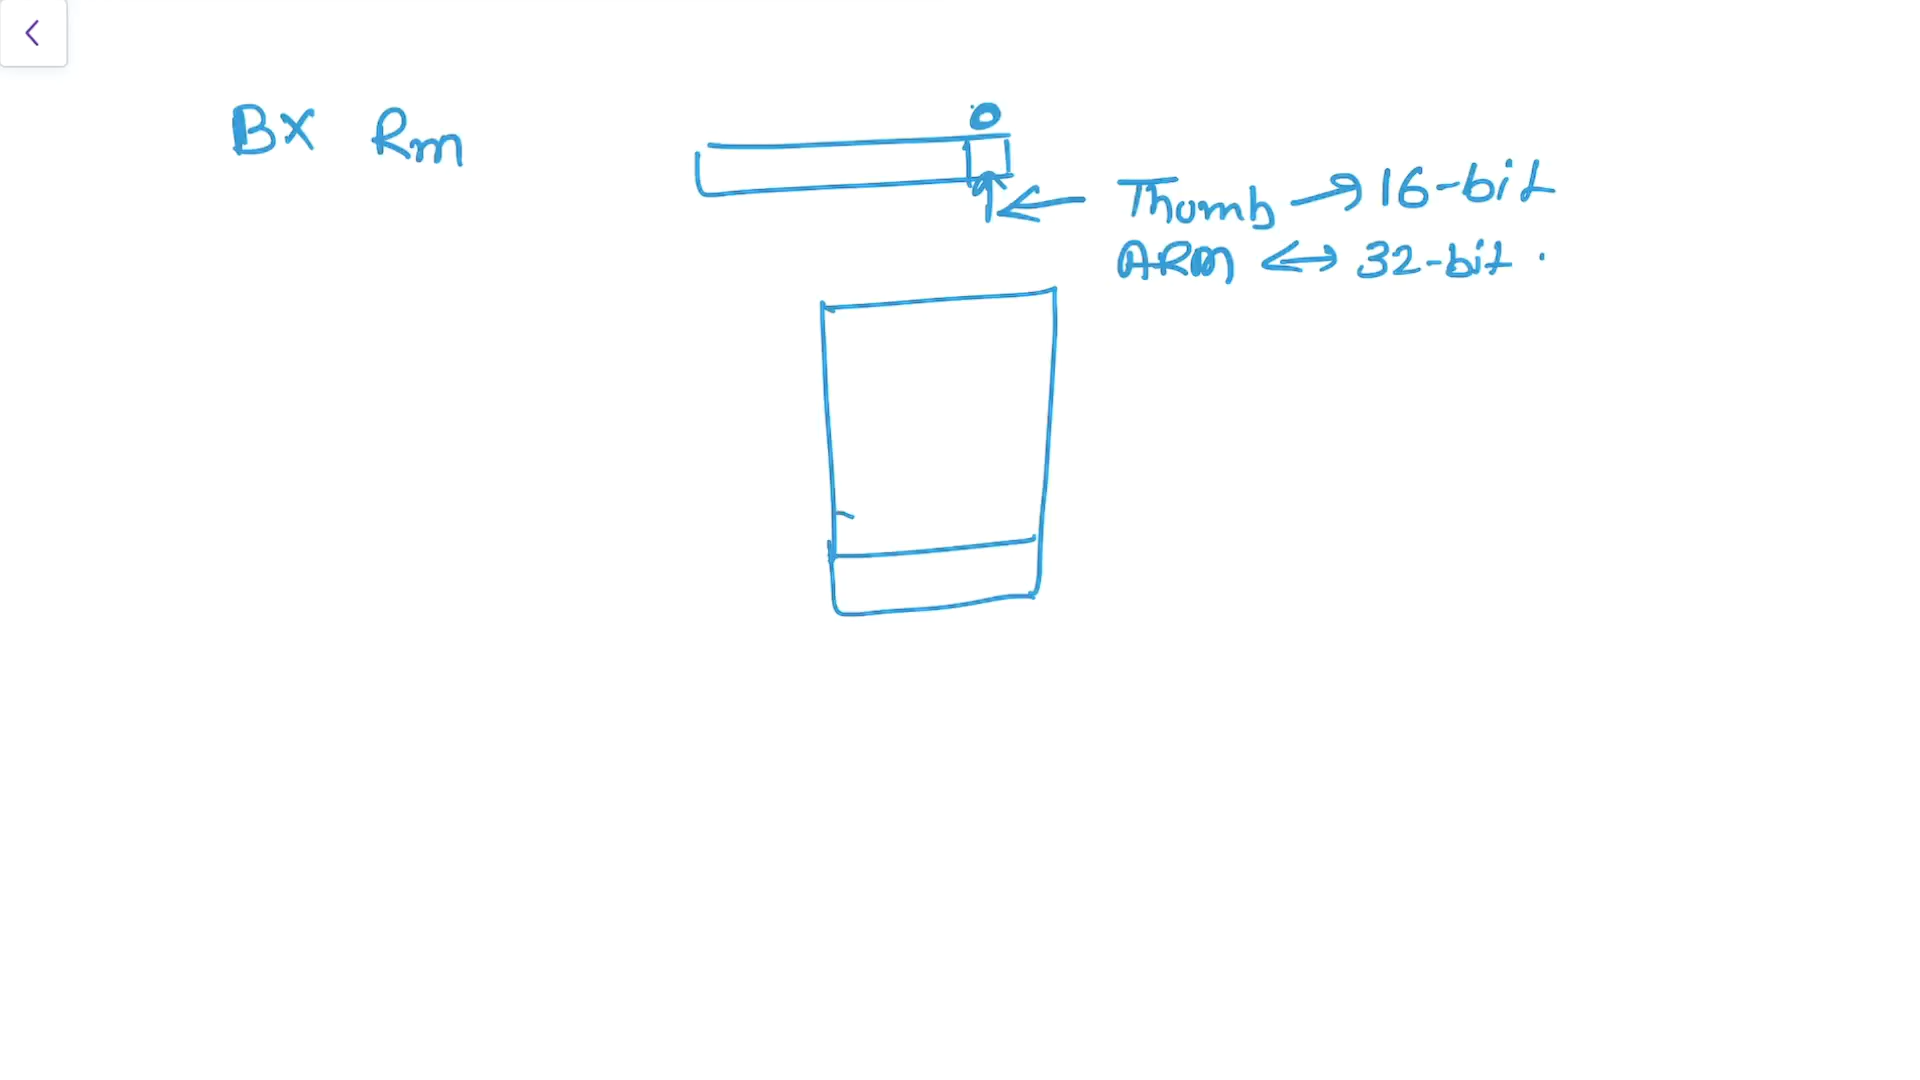 BX Rm
0
Thumb → 16-bit
ARM ↔ 32-bit .